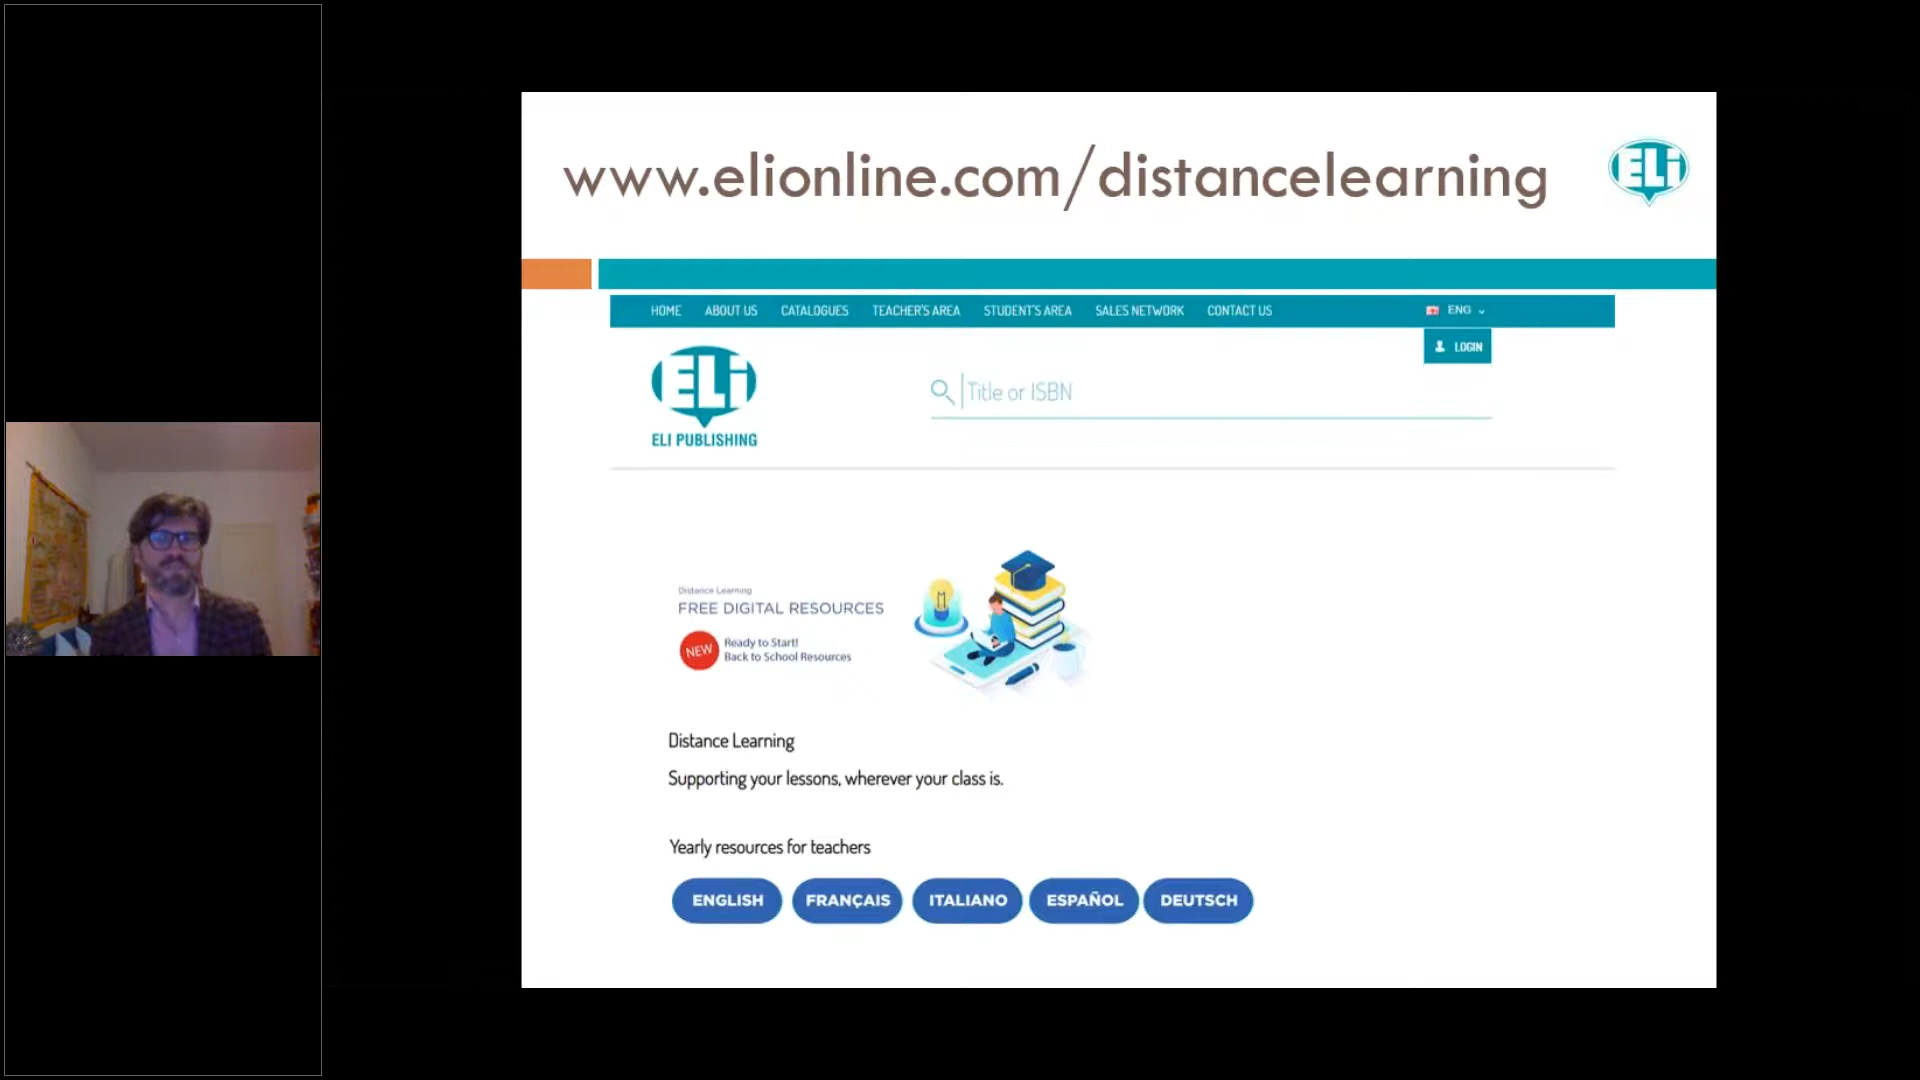 www.elionline.com/distancelearning
ELi
HOME ABOUT US CATALOGUES TEACHER'S AREA STUDENT'S AREA SALES NETWORK CONTACT US ENG
LOGIN
ELi
ELI PUBLISHING
Title or ISBN
Distance Learning
FREE DIGITAL RESOURCES
NEW
Ready to Start!
Back to School Resources
Distance Learning
Supporting your lessons, wherever your class is.
Yearly resources for teachers
ENGLISH FRANÇAIS ITALIANO ESPAÑOL DEUTSCH